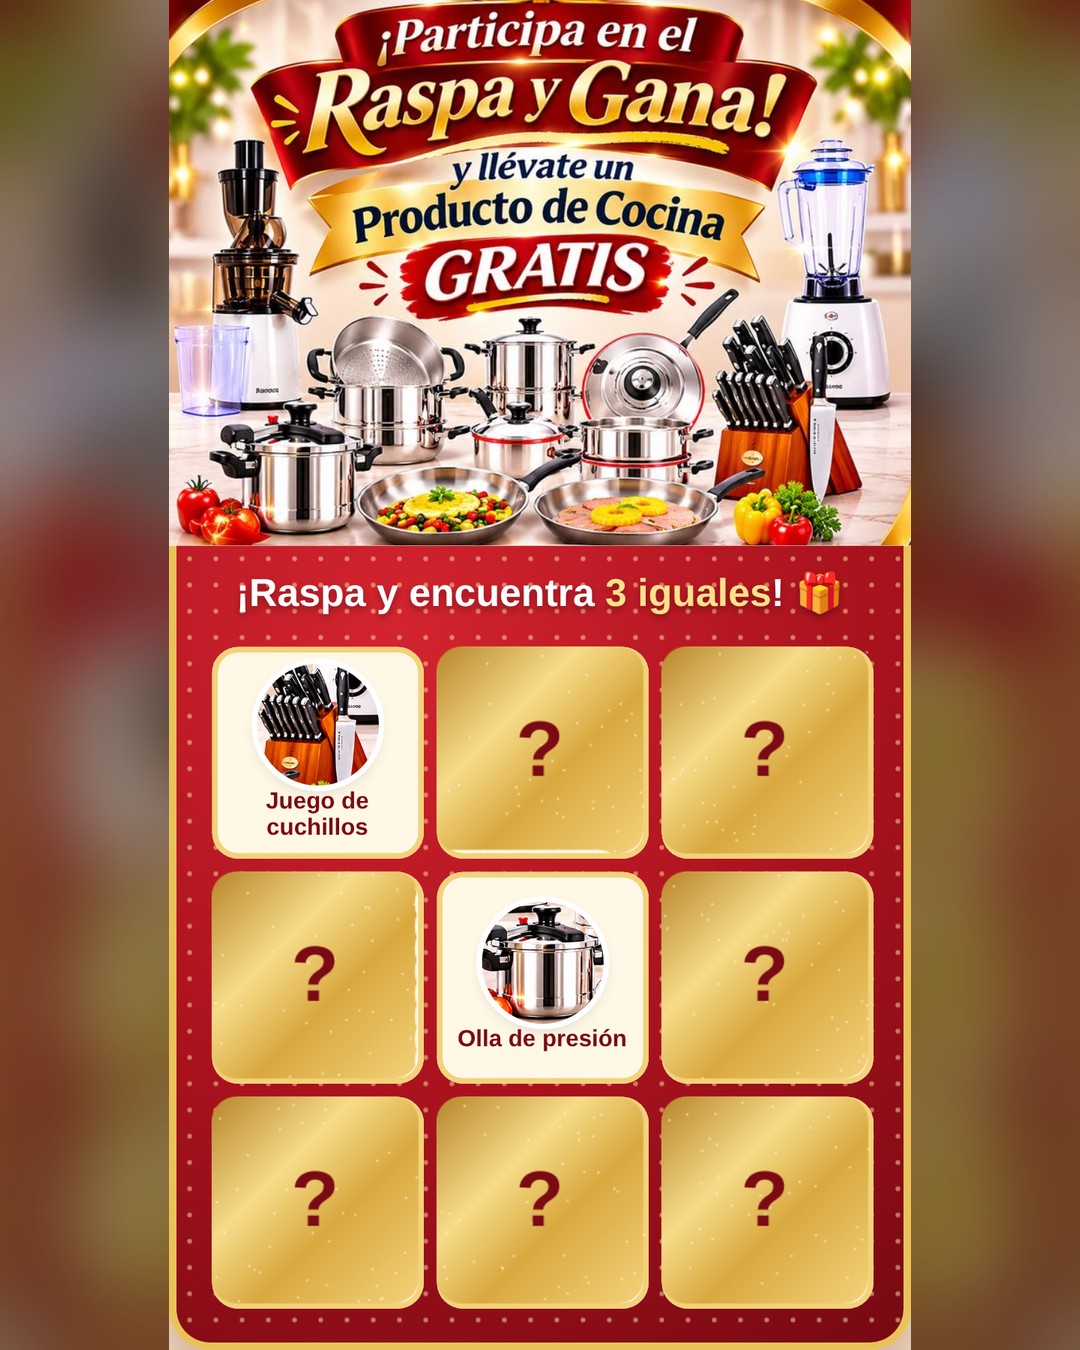 ¡Participa en el
Raspa y Gana!
y llévate un
Producto de Cocina
GRATIS
¡Raspa y encuentra 3 iguales! 🎁
Juego de
cuchillos
?
?
?
Olla de presión
?
?
?
?